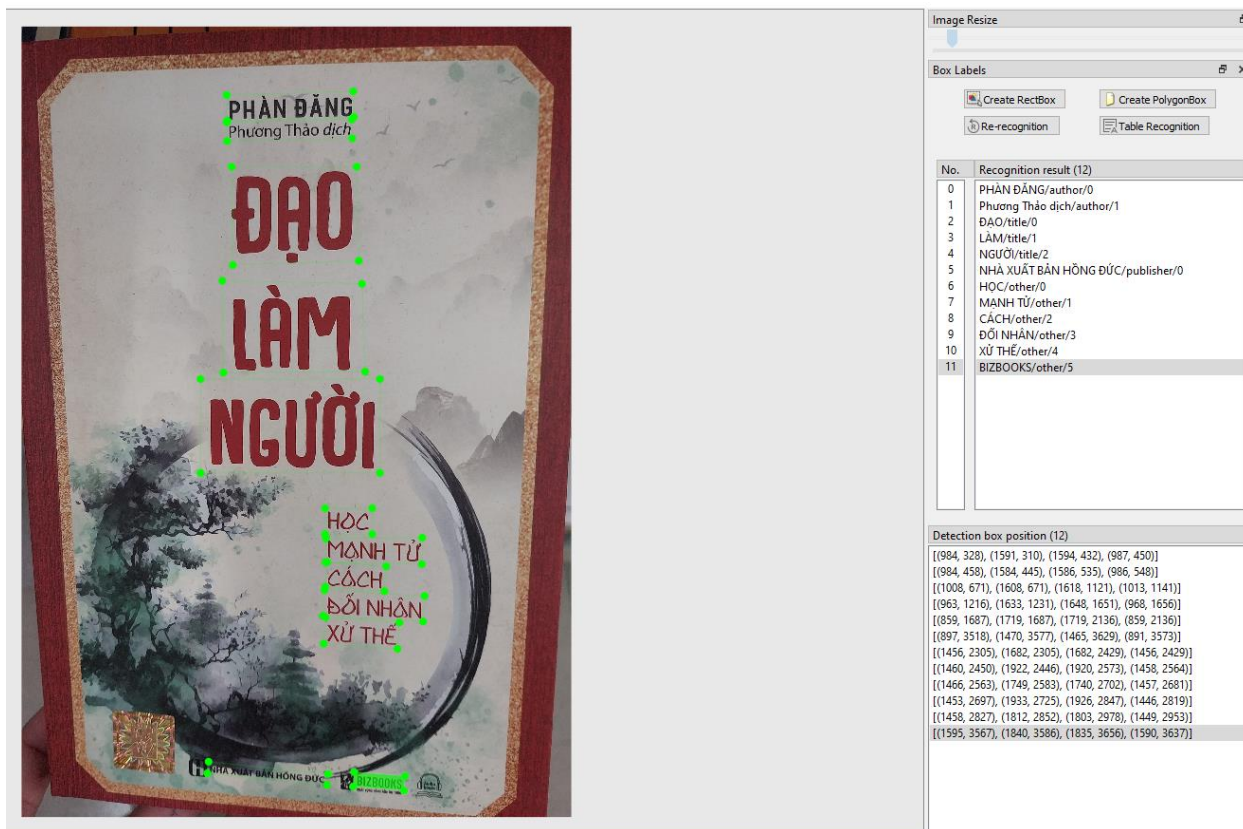 PHÀN ĐĂNG
Phương Thảo dịch
ĐẠO
LÀM
NGƯỜI
HỌC
MẠNH TỬ
CÁCH
ĐỐI NHÂN
XỬ THẾ
NHÀ XUẤT BẢN HỒNG ĐỨC
BIZBOOKS
Image Resize
Box Labels
Create RectBox
Create PolygonBox
Re-recognition
Table Recognition
No. Recognition result (12)
0 PHÀN ĐĂNG/author/0
1 Phương Thảo dịch/author/1
2 ĐẠO/title/0
3 LÀM/title/1
4 NGƯỜI/title/2
5 NHÀ XUẤT BẢN HỒNG ĐỨC/publisher/0
6 HỌC/other/0
7 MẠNH TỬ/other/1
8 CÁCH/other/2
9 ĐỐI NHÂN/other/3
10 XỬ THẾ/other/4
11 BIZBOOKS/other/5
Detection box position (12)
[(984, 328), (1591, 310), (1594, 432), (987, 450)]
[(984, 458), (1584, 445), (1586, 535), (986, 548)]
[(1008, 671), (1608, 671), (1618, 1121), (1013, 1141)]
[(963, 1216), (1633, 1231), (1648, 1651), (968, 1656)]
[(859, 1687), (1719, 1687), (1719, 2136), (859, 2136)]
[(897, 3518), (1470, 3577), (1465, 3629), (891, 3573)]
[(1456, 2305), (1682, 2305), (1682, 2429), (1456, 2429)]
[(1460, 2450), (1922, 2446), (1920, 2573), (1458, 2564)]
[(1466, 2563), (1749, 2583), (1740, 2702), (1457, 2681)]
[(1453, 2697), (1933, 2725), (1926, 2847), (1446, 2819)]
[(1458, 2827), (1812, 2852), (1803, 2978), (1449, 2953)]
[(1595, 3567), (1840, 3586), (1835, 3656), (1590, 3637)]